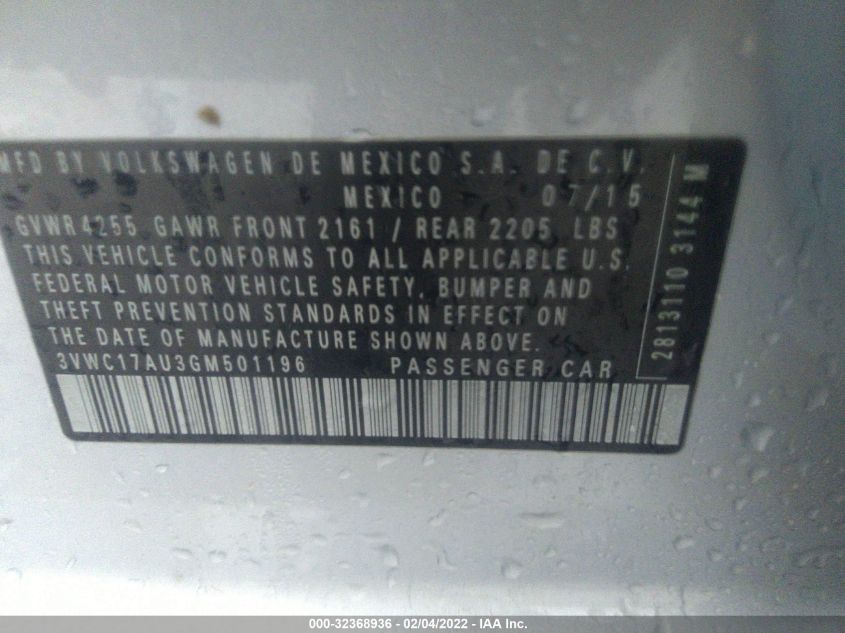 MFD BY VOLKSWAGEN DE MEXICO S.A. DE C.V.
MEXICO 07/15
GVWR 4255 GAWR FRONT 2161 / REAR 2205 LBS
THIS VEHICLE CONFORMS TO ALL APPLICABLE U.S.
FEDERAL MOTOR VEHICLE SAFETY, BUMPER AND
THEFT PREVENTION STANDARDS IN EFFECT ON
THE DATE OF MANUFACTURE SHOWN ABOVE.
3VWC17AU3GM501196 PASSENGER CAR
2813110 3144 M
000-32368936 - 02/04/2022 - IAA Inc.